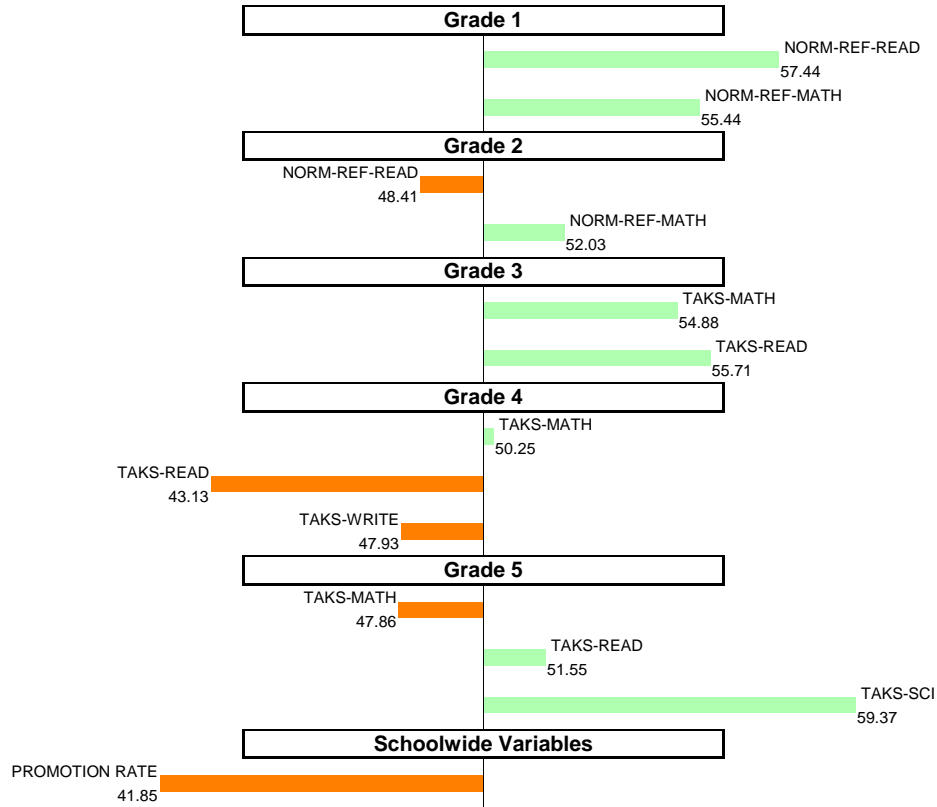 Grade 1
NORM-REF-READ
57.44
NORM-REF-MATH
55.44
Grade 2
NORM-REF-READ
48.41
NORM-REF-MATH
52.03
Grade 3
TAKS-MATH
54.88
TAKS-READ
55.71
Grade 4
TAKS-MATH
50.25
TAKS-READ
43.13
TAKS-WRITE
47.93
Grade 5
TAKS-MATH
47.86
TAKS-READ
51.55
TAKS-SCI
59.37
Schoolwide Variables
PROMOTION RATE
41.85